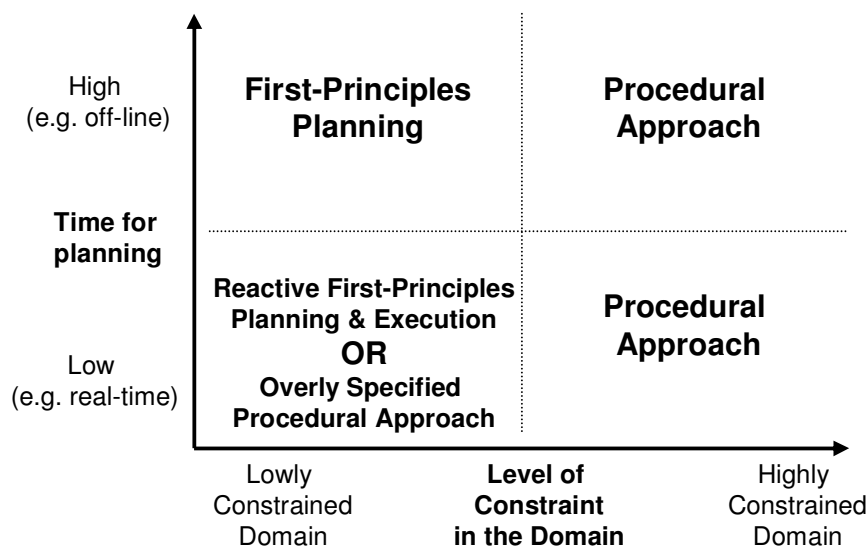 High
(e.g. off-line)
First-Principles
Planning
Procedural
Approach
Time for
planning
Reactive First-Principles
Planning & Execution
OR
Overly Specified
Procedural Approach
Procedural
Approach
Low
(e.g. real-time)
Lowly
Constrained
Domain
Level of
Constraint
in the Domain
Highly
Constrained
Domain